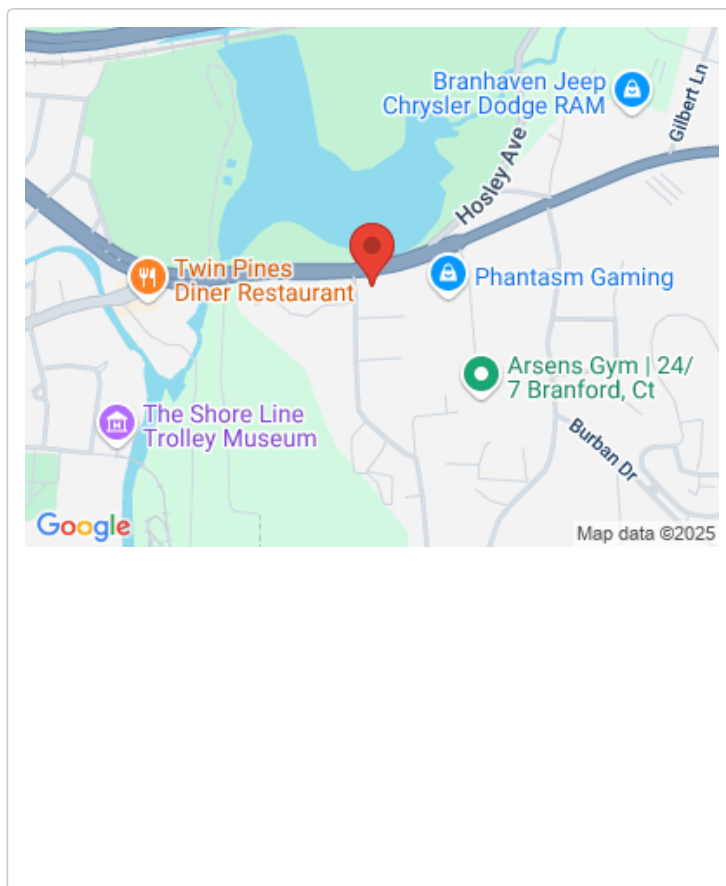 Branhaven Jeep
Chrysler Dodge RAM
Gilbert Ln
Hosley Ave
Twin Pines
Diner Restaurant
Phantasm Gaming
Arsens Gym | 24/
7 Branford, Ct
The Shore Line
Trolley Museum
Burban Dr
Google
Map data ©2025